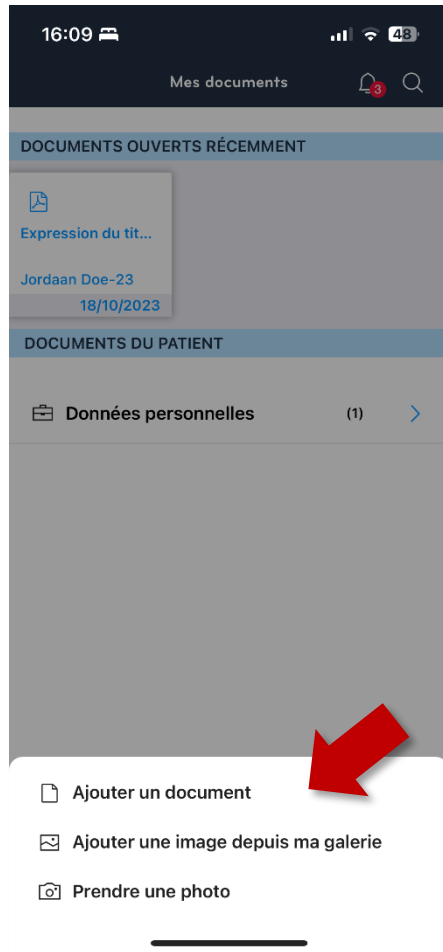 16:09 48
Mes documents 3
DOCUMENTS OUVERTS RÉCEMMENT
Expression du tit...
Jordaan Doe-23
18/10/2023
DOCUMENTS DU PATIENT
Données personnelles (1)
Ajouter un document
Ajouter une image depuis ma galerie
Prendre une photo